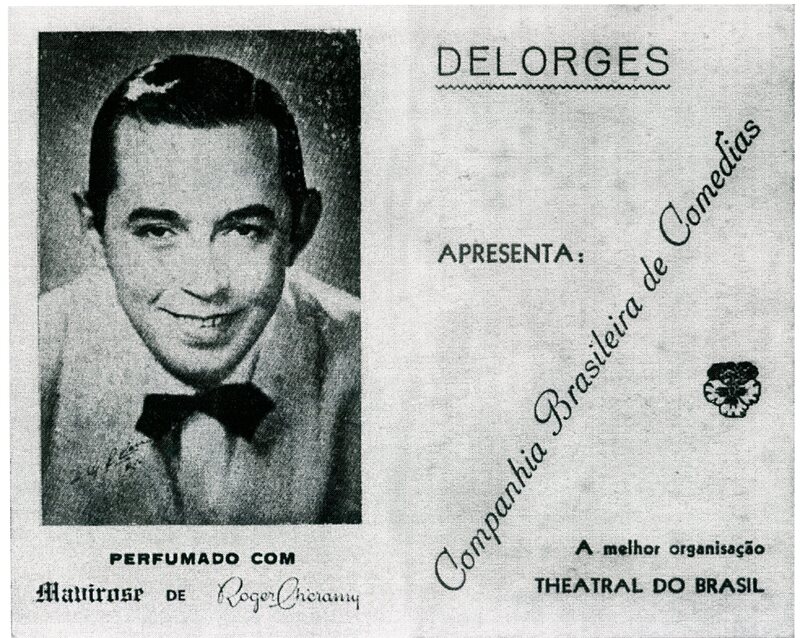 PERFUMADO COM
Mavirose DE Roger Cheramy
DELORGES
APRESENTA:
Companhia Brasileira de Comedias
A melhor organisação
THEATRAL DO BRASIL